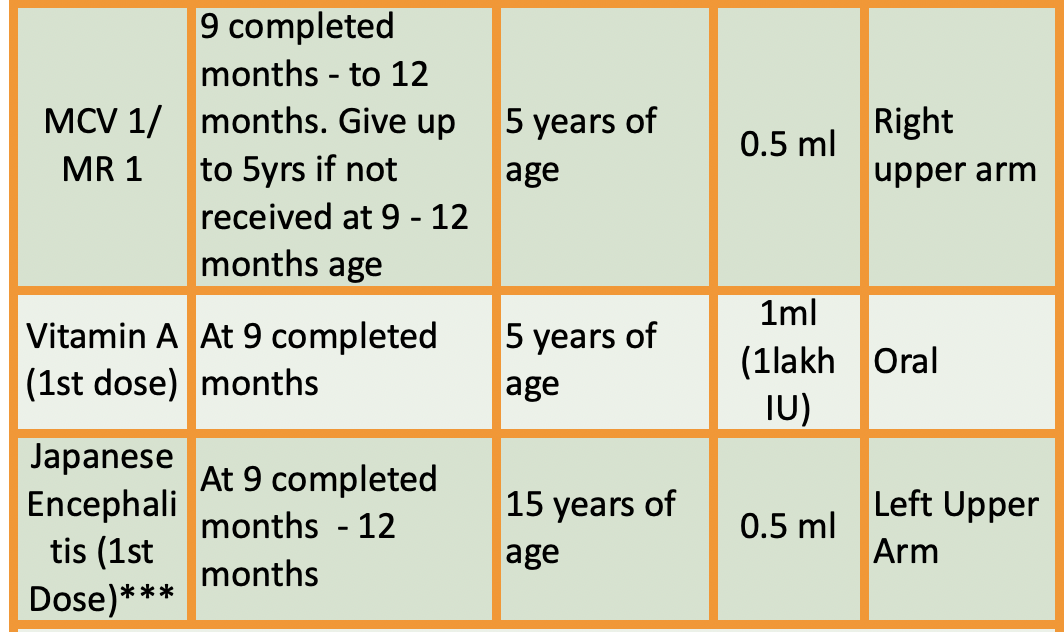 MCV 1/
MR 1
9 completed
months - to 12
months. Give up
to 5yrs if not
received at 9 - 12
months age
5 years of
age
0.5 ml
Right
upper arm
Vitamin A
(1st dose)
At 9 completed
months
5 years of
age
1ml
(1lakh
IU)
Oral
Japanese
Encephali
tis (1st
Dose)***
At 9 completed
months - 12
months
15 years of
age
0.5 ml
Left Upper
Arm